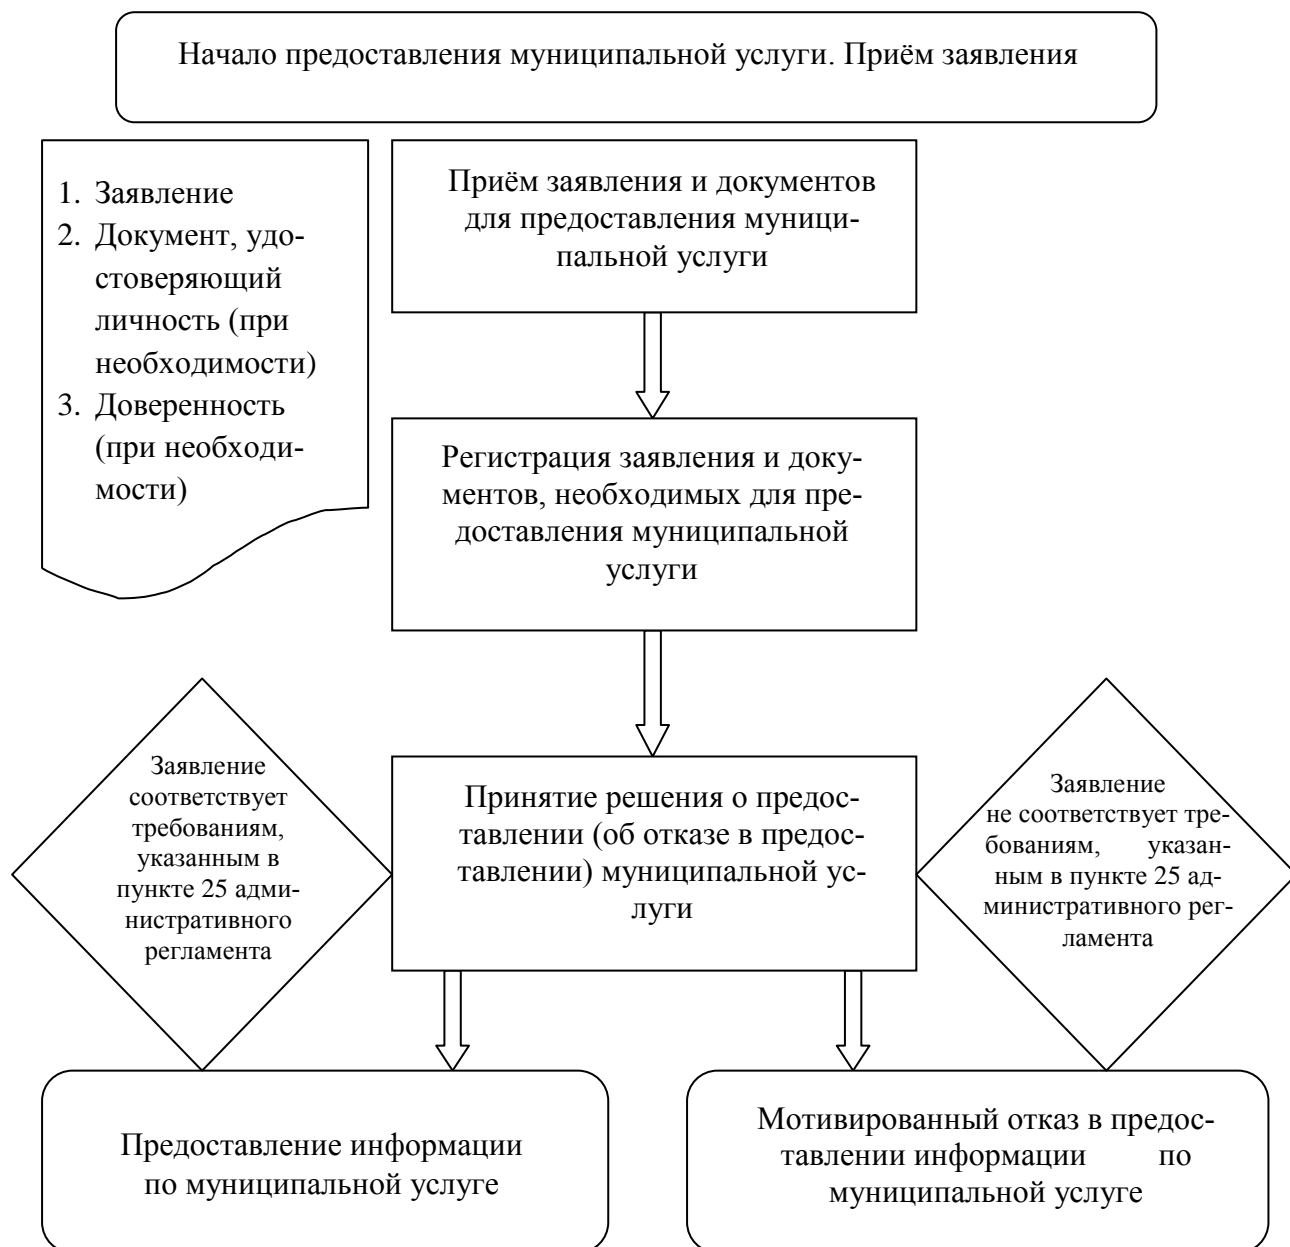 Начало предоставления муниципальной услуги. Приём заявления
1. Заявление
2. Документ, удо-
стоверяющий
личность (при
необходимости)
3. Доверенность
(при необходи-
мости)
Приём заявления и документов
для предоставления муници-
пальной услуги
Регистрация заявления и доку-
ментов, необходимых для пре-
доставления муниципальной
услуги
Заявление
соответствует
требованиям,
указанным в
пункте 25 адми-
нистративного
регламента
Принятие решения о предос-
тавлении (об отказе в предос-
тавлении) муниципальной ус-
луги
Заявление
не соответствует тре-
бованиям, указан-
ным в пункте 25 ад-
министративного рег-
ламента
Предоставление информации
по муниципальной услуге
Мотивированный отказ в предос-
тавлении информации по
муниципальной услуге